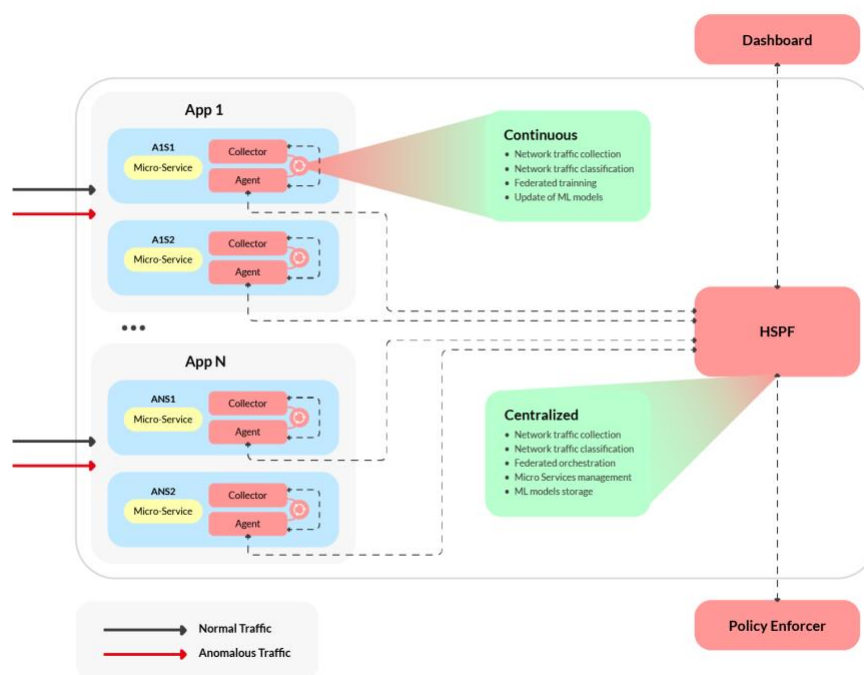 Dashboard
App 1
A1S1
Micro-Service
Collector
Agent
A1S2
Micro-Service
Collector
Agent
Continuous
• Network traffic collection
• Network traffic classification
• Federated trainning
• Update of ML models
•••
HSPF
App N
ANS1
Micro-Service
Collector
Agent
ANS2
Micro-Service
Collector
Agent
Centralized
• Network traffic collection
• Network traffic classification
• Federated orchestration
• Micro Services management
• ML models storage
Policy Enforcer
Normal Traffic
Anomalous Traffic